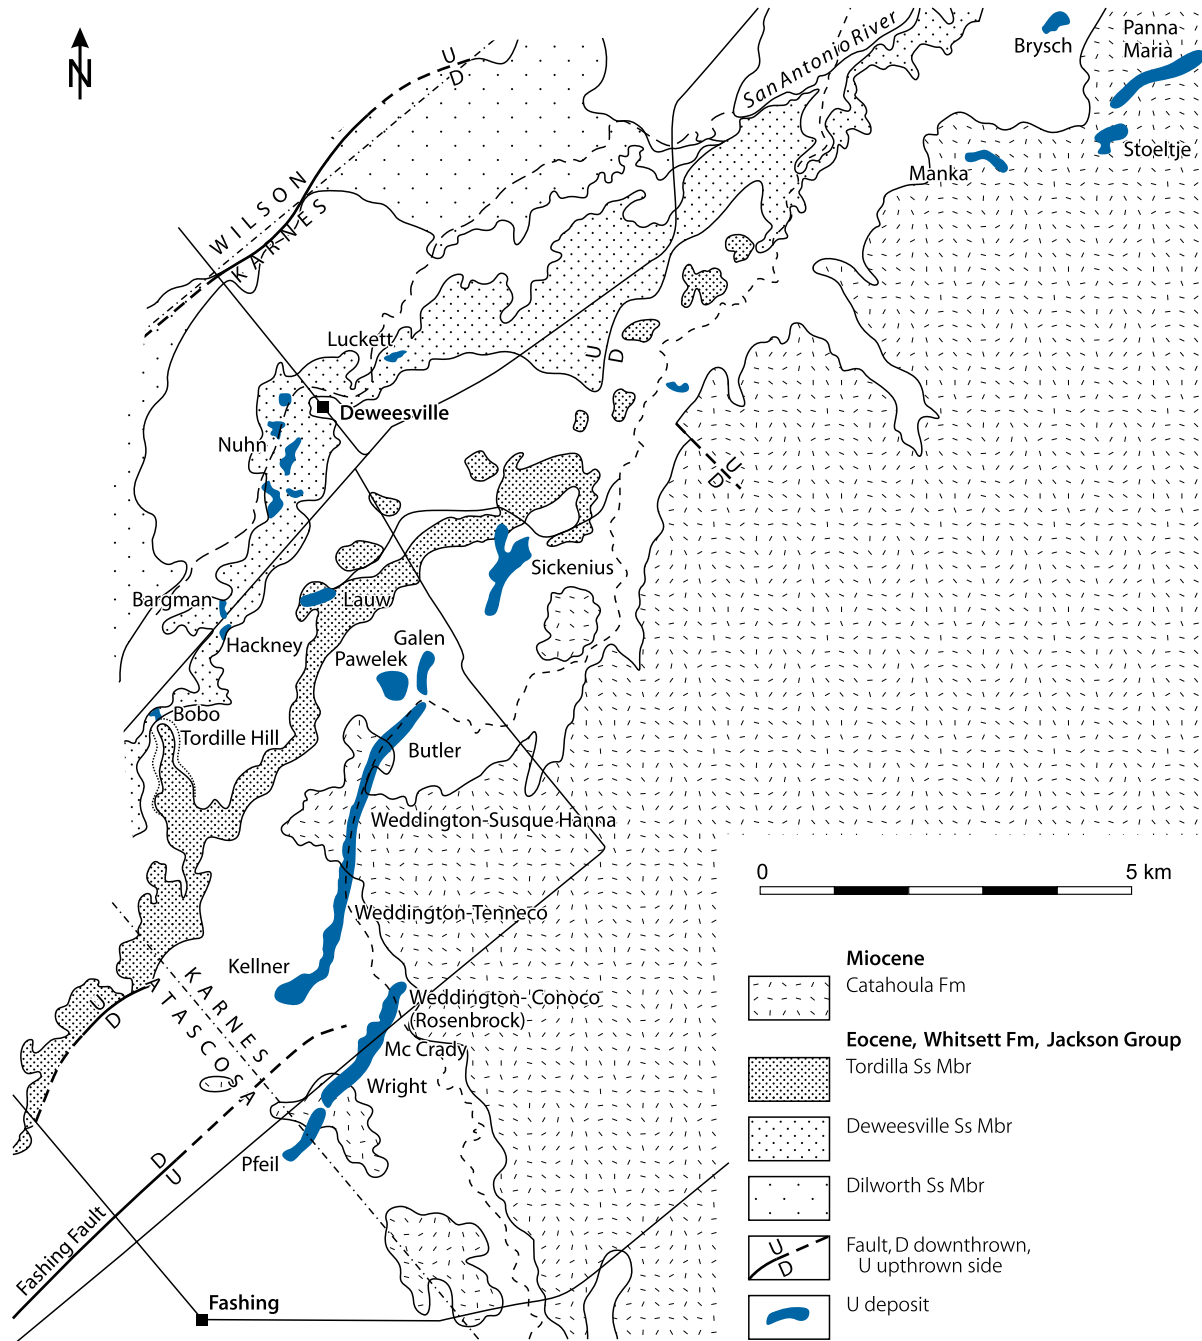 N
San Antonio River
Brysch
Panna
Maria
Stoeltje
Manka
U
D
WILSON
KARNES
Luckett
U
D
Deweesville
Nuhn
U
D
Sickenius
Bargman
Lauw
Hackney
Galen
Pawelek
Bobo
Tordille Hill
Butler
Weddington-Susque Hanna
Weddington-Tenneco
Kellner
KARNES
ATASCOSA
U
D
Weddington- Conoco
(Rosenbrock)
Mc Crady
Wright
Pfeil
D
U
Fashing Fault
Fashing
0 5 km
Miocene
Catahoula Fm
Eocene, Whitsett Fm, Jackson Group
Tordilla Ss Mbr
Deweesville Ss Mbr
Dilworth Ss Mbr
U
D
Fault, D downthrown,
U upthrown side
U deposit